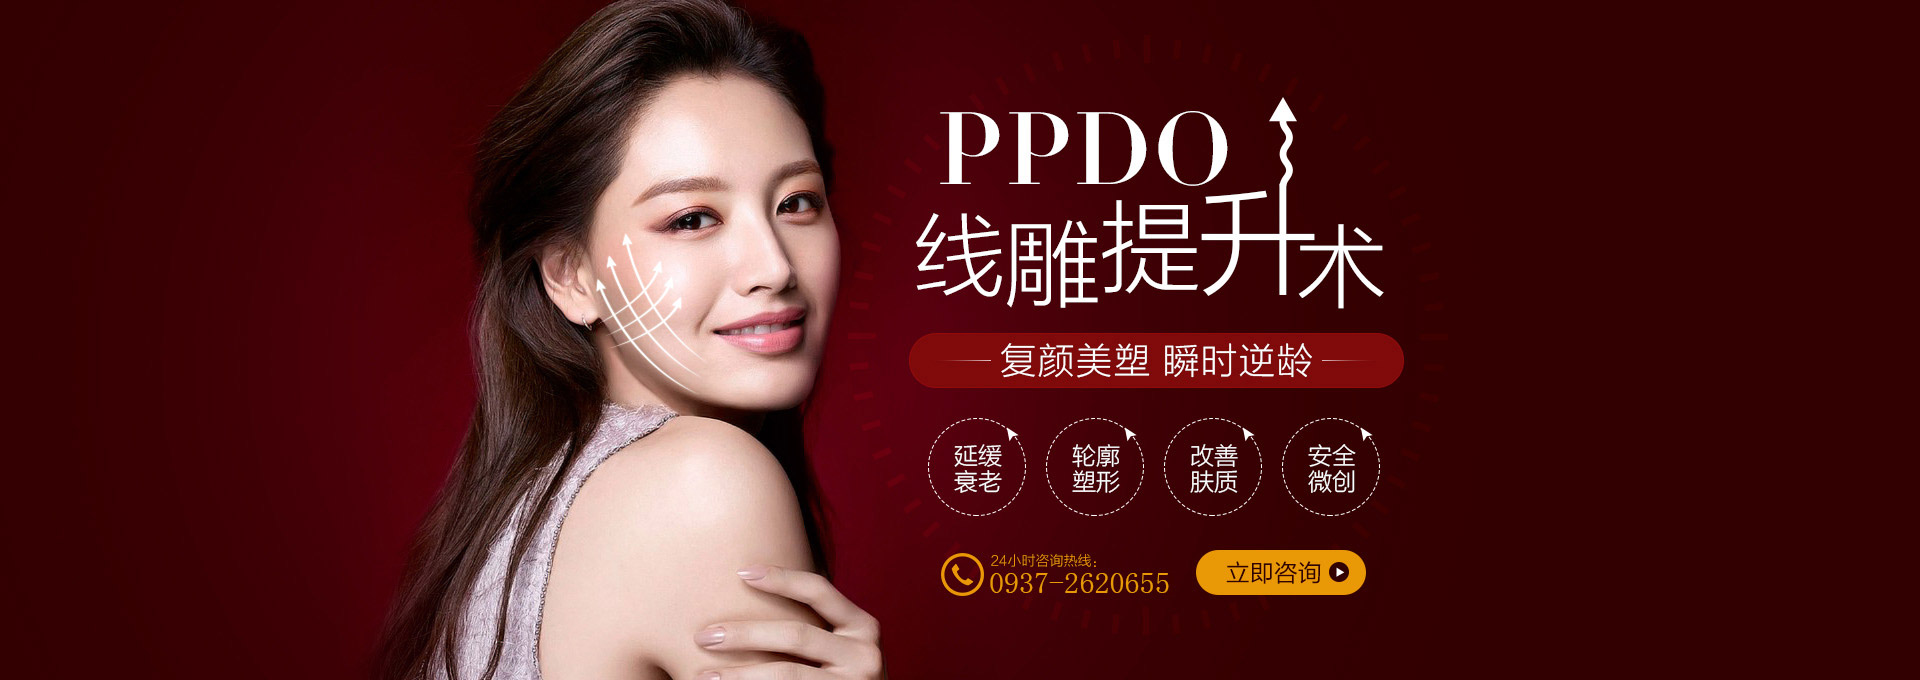 PPDO
线雕提升术
复颜美塑 瞬时逆龄
延缓
衰老
轮廓
塑形
改善
肤质
安全
微创
24小时咨询热线：
0937-2620655
立即咨询